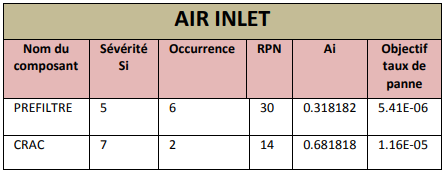 AIR INLET
Nom du composant Sévérité Si Occurrence RPN Ai Objectif taux de panne
PREFILTRE 5 6 30 0.318182 5.41E-06
CRAC 7 2 14 0.681818 1.16E-05